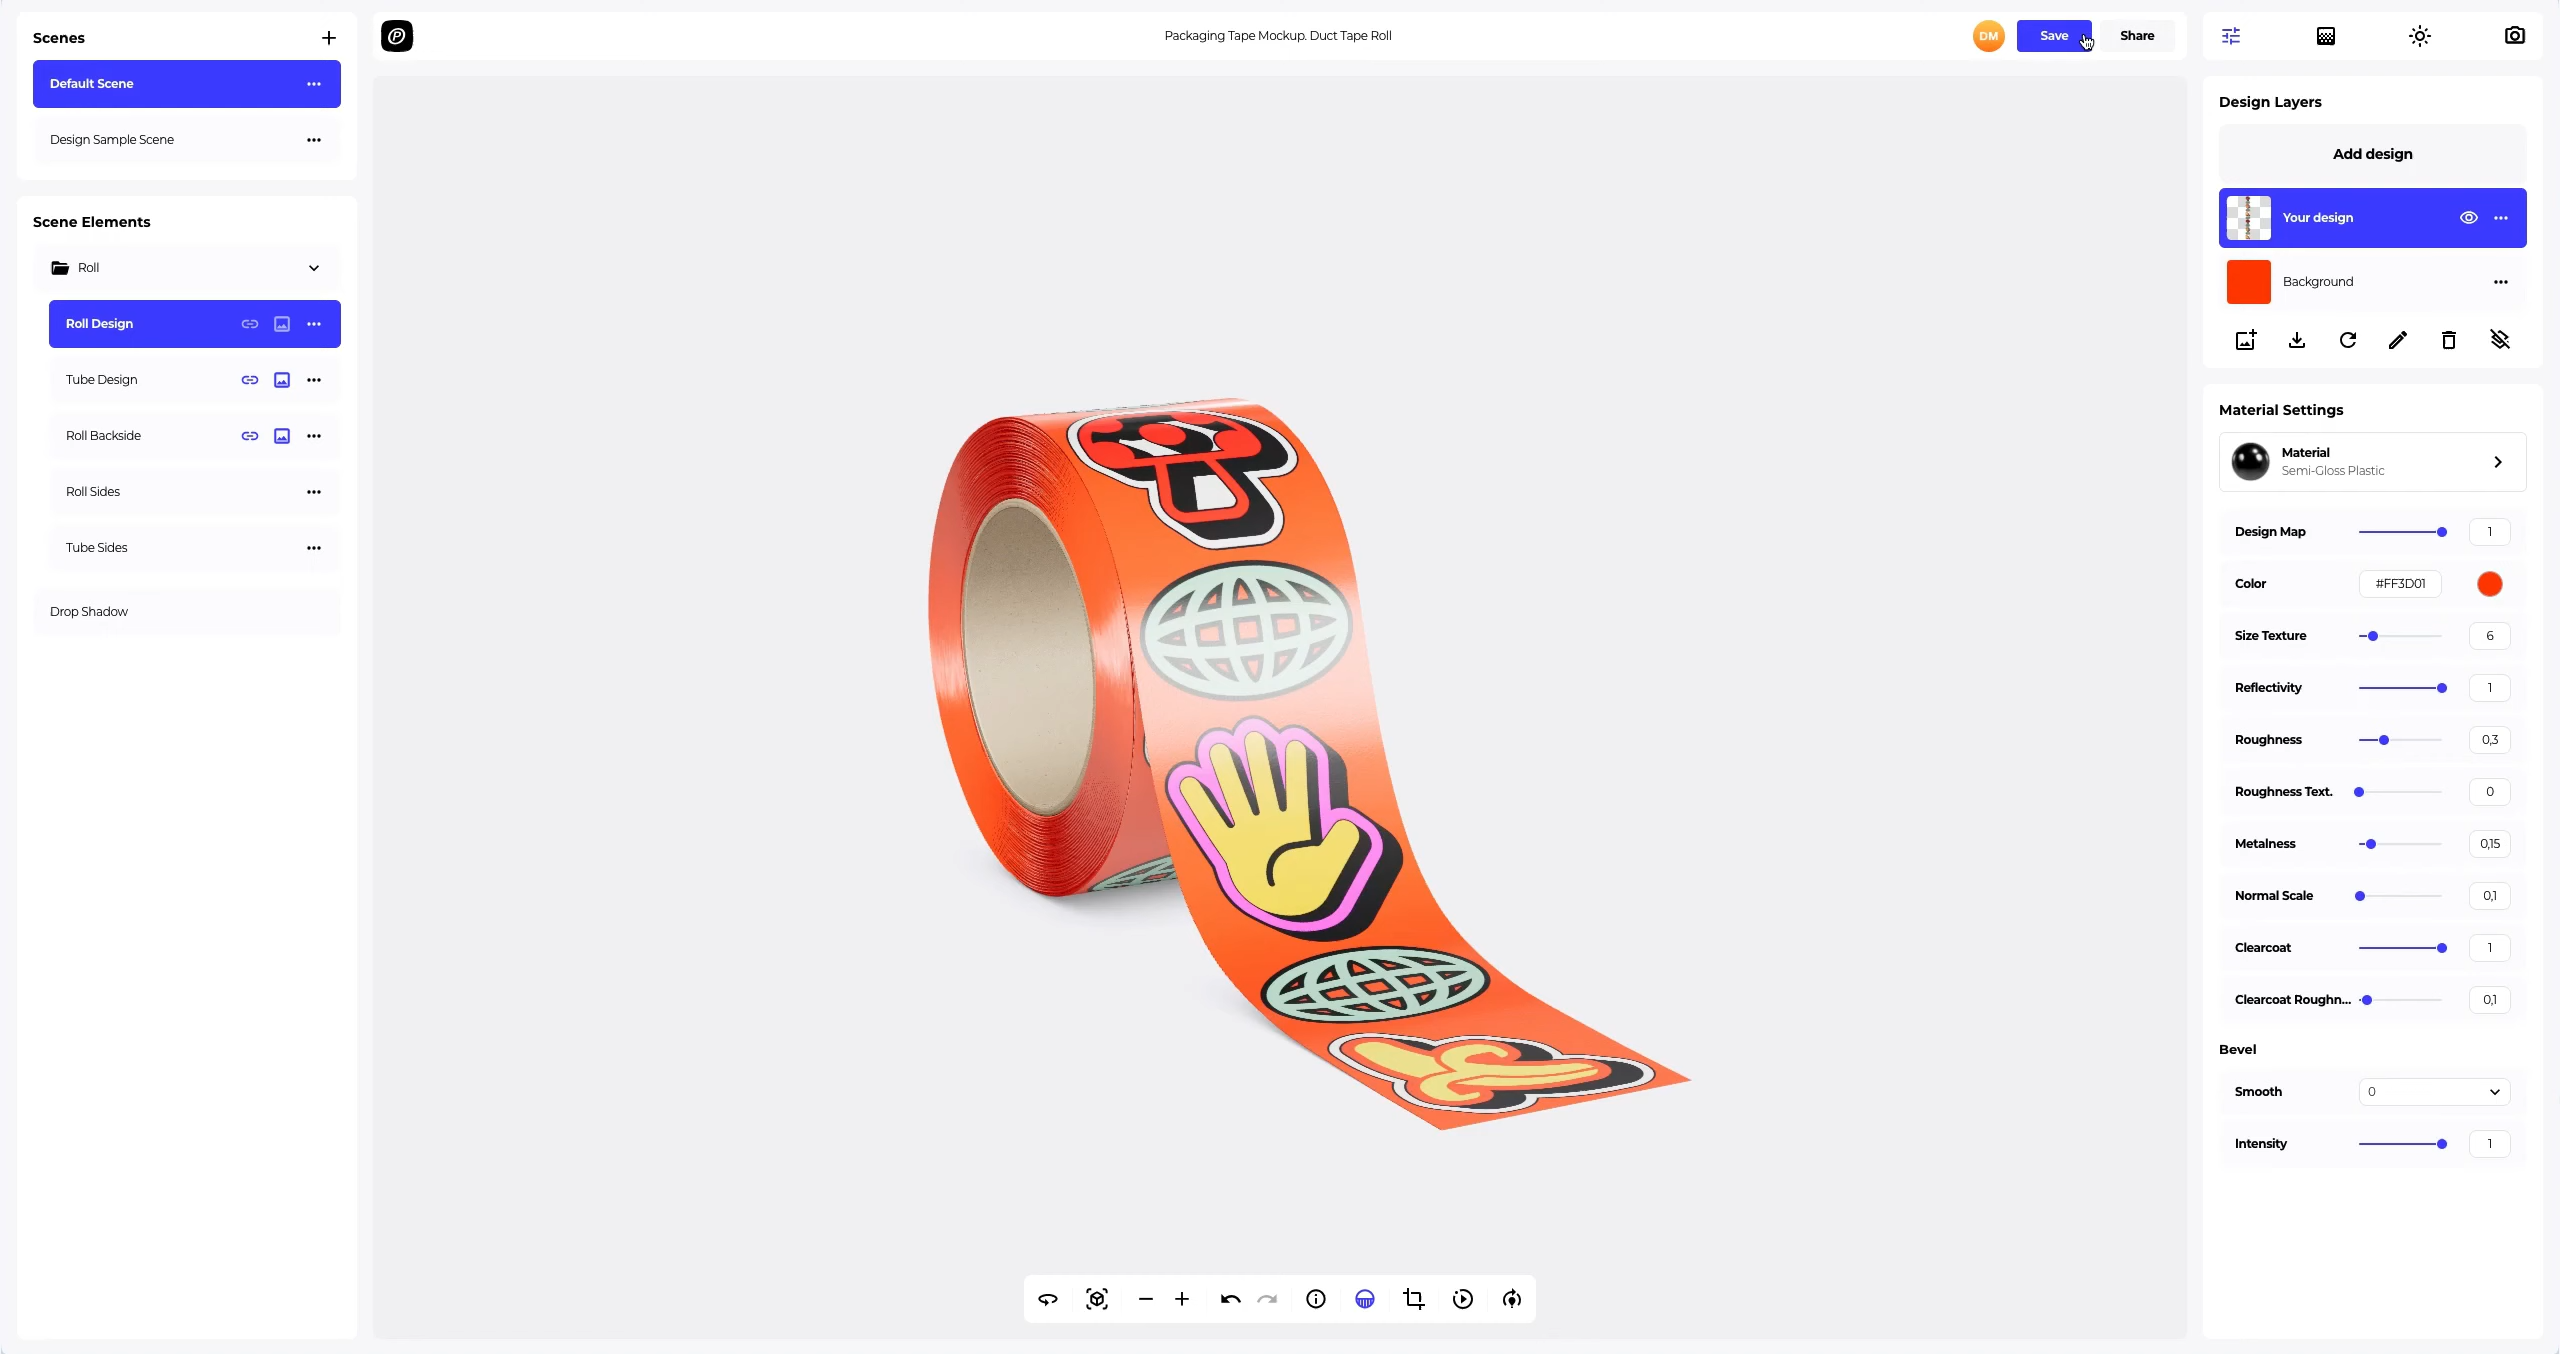 Scenes
Default Scene
Design Sample Scene
Scene Elements
Roll
Roll Design
Tube Design
Roll Backside
Roll Sides
Tube Sides
Drop Shadow
Packaging Tape Mockup. Duct Tape Roll
DM
Save
Share
Design Layers
Add design
Your design
Background
Material Settings
Material
Semi-Gloss Plastic
Design Map 1
Color #FF3D01
Size Texture 6
Reflectivity 1
Roughness 0,3
Roughness Text. 0
Metalness 0,15
Normal Scale 0,1
Clearcoat 1
Clearcoat Roughn... 0,1
Bevel
Smooth 0
Intensity 1